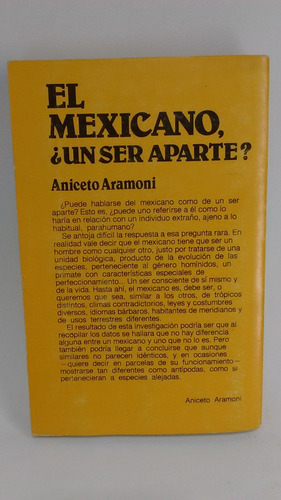 EL
MEXICANO,
¿UN SER APARTE?
Aniceto Aramoni
¿Puede hablarse del mexicano como de un ser
aparte? Esto es, ¿puede uno referirse a él como lo
haría en relación con un individuo extraño, ajeno a lo
habitual, parahumano?
Se antoja difícil la respuesta a esa pregunta rara. En
realidad vale decir que el mexicano tiene que ser un
hombre como cualquier otro, justo por tratarse de una
unidad biológica, producto de la evolución de las
especies, perteneciente al género homínidos, un
primate con características especiales de
perfeccionamiento... Un ser consciente de sí mismo y
de la vida. Hasta ahí, el mexicano es, debe ser, o
queremos que sea, similar a los otros, de trópicos
distintos, climas contradictorios, leyes y costumbres
diversos, idiomas bárbaros, habitantes de meridianos y
de usos terrestres diferentes.
El resultado de esta investigación podría ser que al
recopilar los datos se hallara que no hay diferencia
alguna entre un mexicano y uno que no lo es. Pero
también podría llegar a concluirse que aunque
similares no parecen idénticos, y en ocasiones
—quiere decir en parcelas de su funcionamiento—
mostrarse tan diferentes como antípodas, como si
pertenecieran a especies alejadas.
Aniceto Aramoni